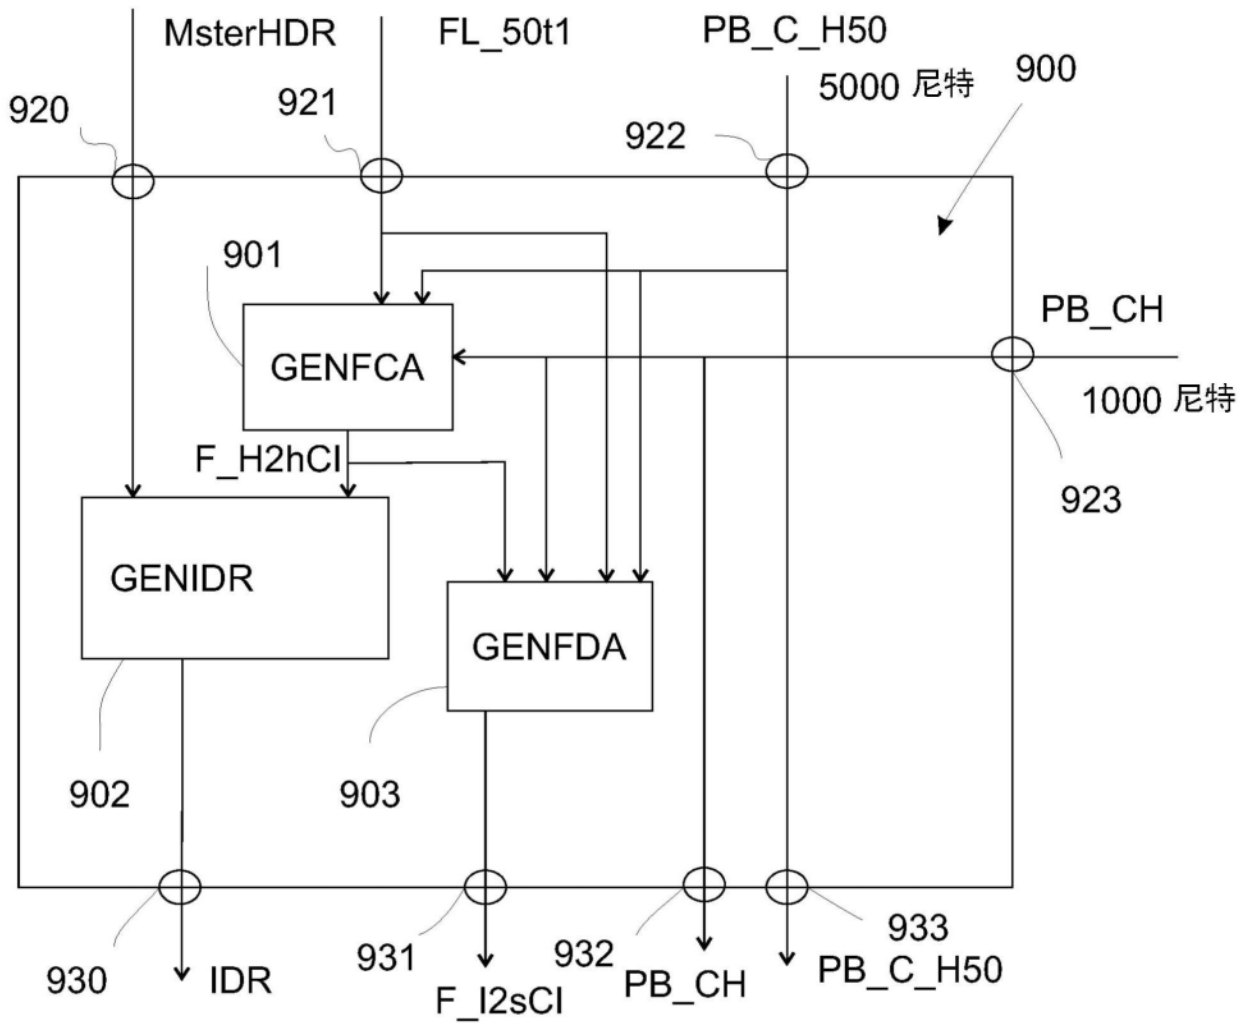 MsterHDR
FL_50t1
PB_C_H50
5000 尼特
900
920
921
922
901
PB_CH
1000 尼特
GENFCA
F_H2hCI
923
GENIDR
GENFDA
902
903
930
931
932
933
IDR
F_I2sCI
PB_CH
PB_C_H50